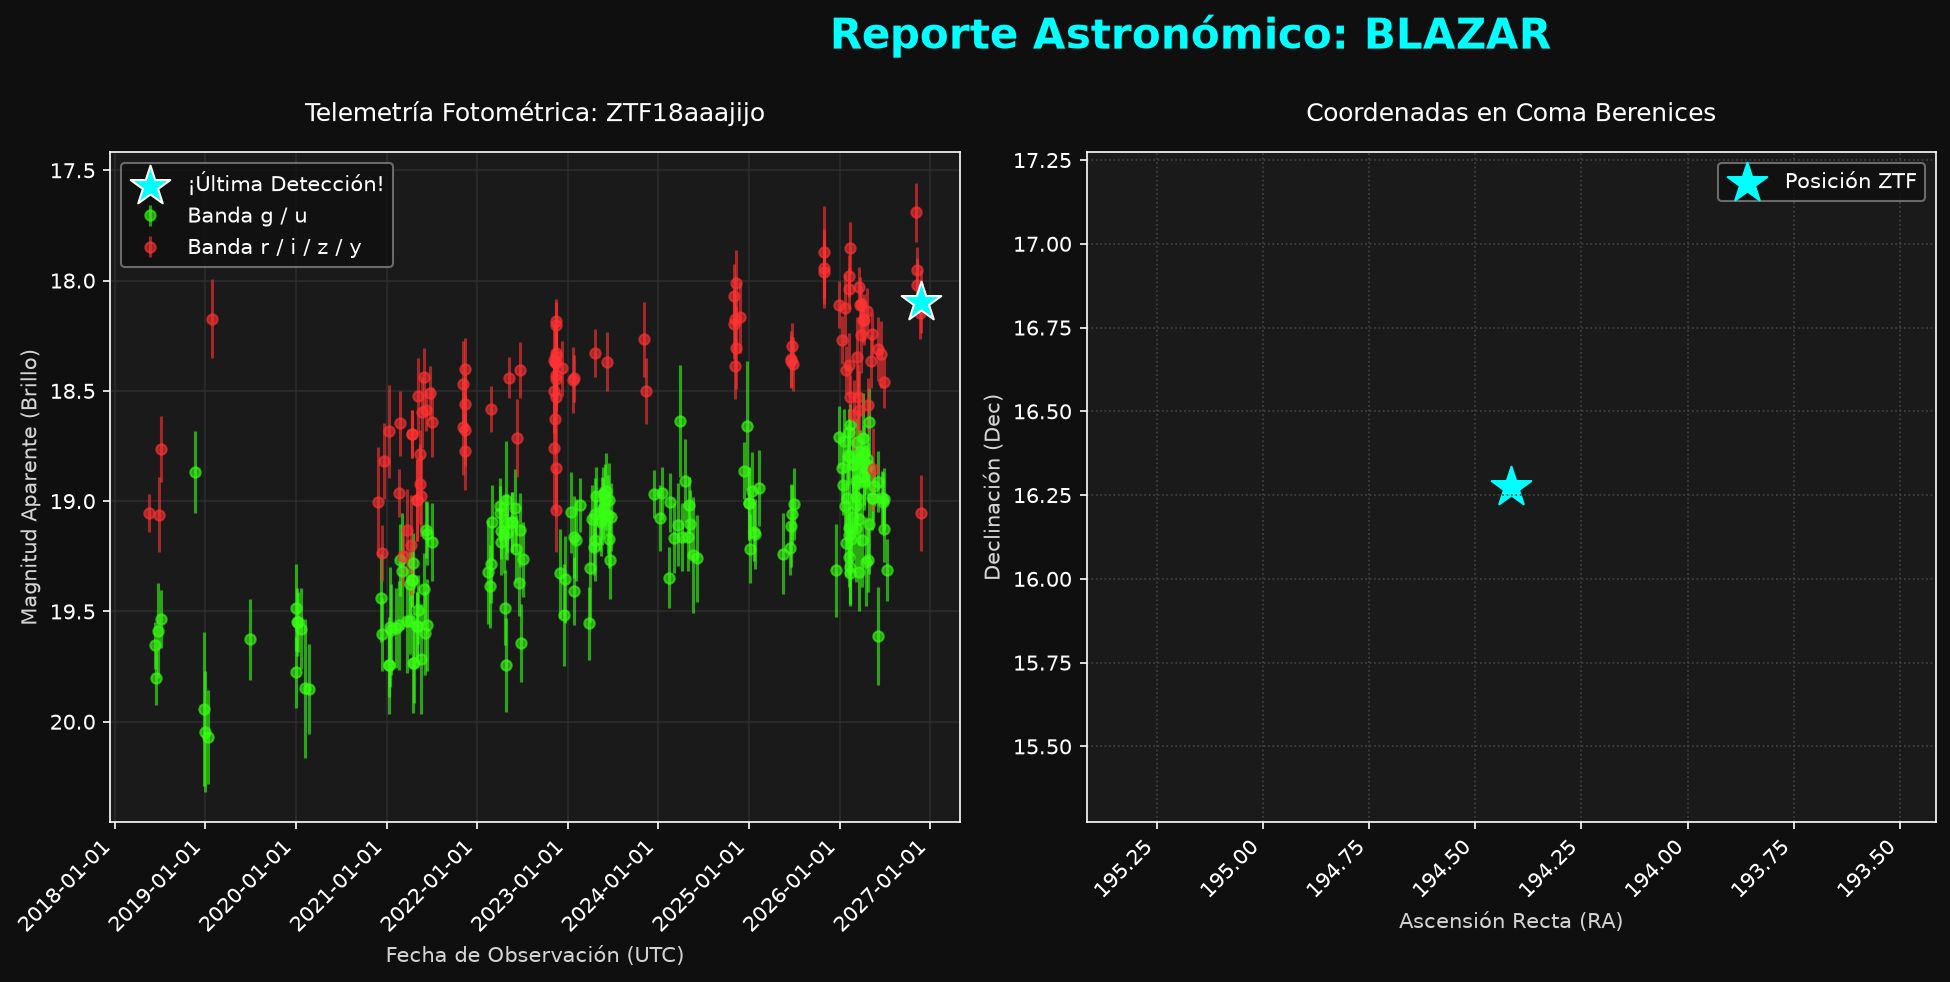 Reporte Astronómico: BLAZAR
Telemetría Fotométrica: ZTF18aaajijo
¡Última Detección!
Banda g / u
Banda r / i / z / y
Magnitud Aparente (Brillo)
17.5
18.0
18.5
19.0
19.5
20.0
2018-01-01
2019-01-01
2020-01-01
2021-01-01
2022-01-01
2023-01-01
2024-01-01
2025-01-01
2026-01-01
2027-01-01
Fecha de Observación (UTC)
Coordenadas en Coma Berenices
Posición ZTF
Declinación (Dec)
17.25
17.00
16.75
16.50
16.25
16.00
15.75
15.50
195.25
195.00
194.75
194.50
194.25
194.00
193.75
193.50
Ascensión Recta (RA)